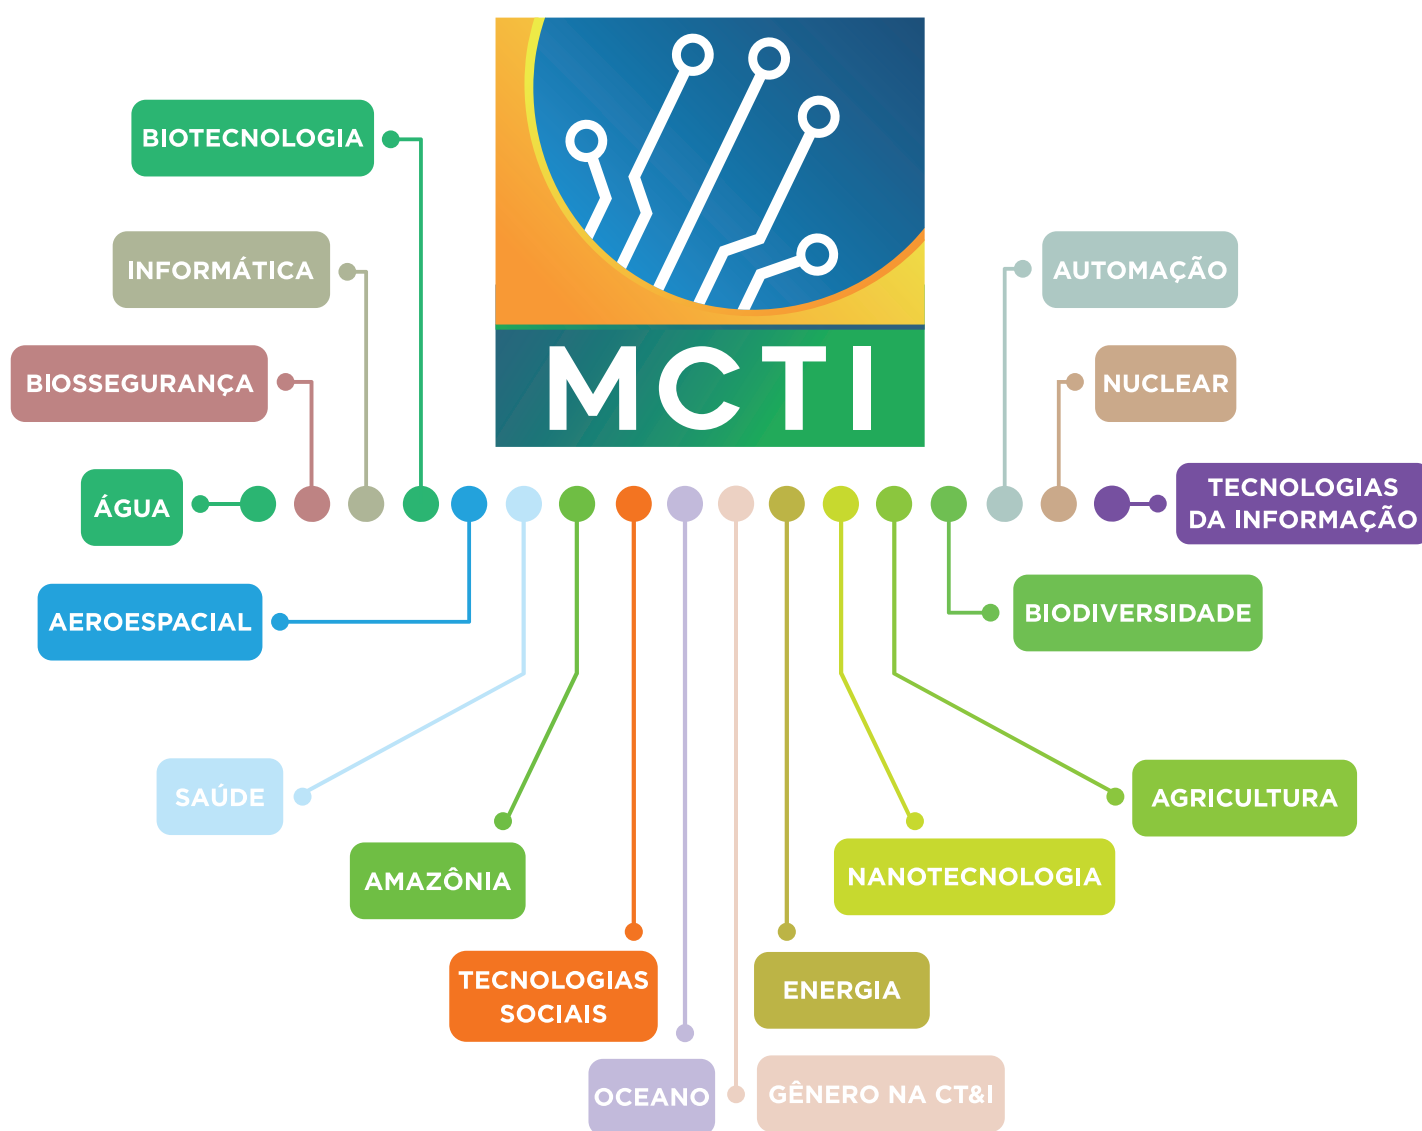 BIOTECNOLOGIA
INFORMÁTICA
BIOSSEGURANÇA
ÁGUA
AEROESPACIAL
SAÚDE
AMAZÔNIA
TECNOLOGIAS
SOCIAIS
OCEANO
MCTI
AUTOMAÇÃO
NUCLEAR
TECNOLOGIAS
DA INFORMAÇÃO
BIODIVERSIDADE
AGRICULTURA
NANOTECNOLOGIA
ENERGIA
GÊNERO NA CT&I